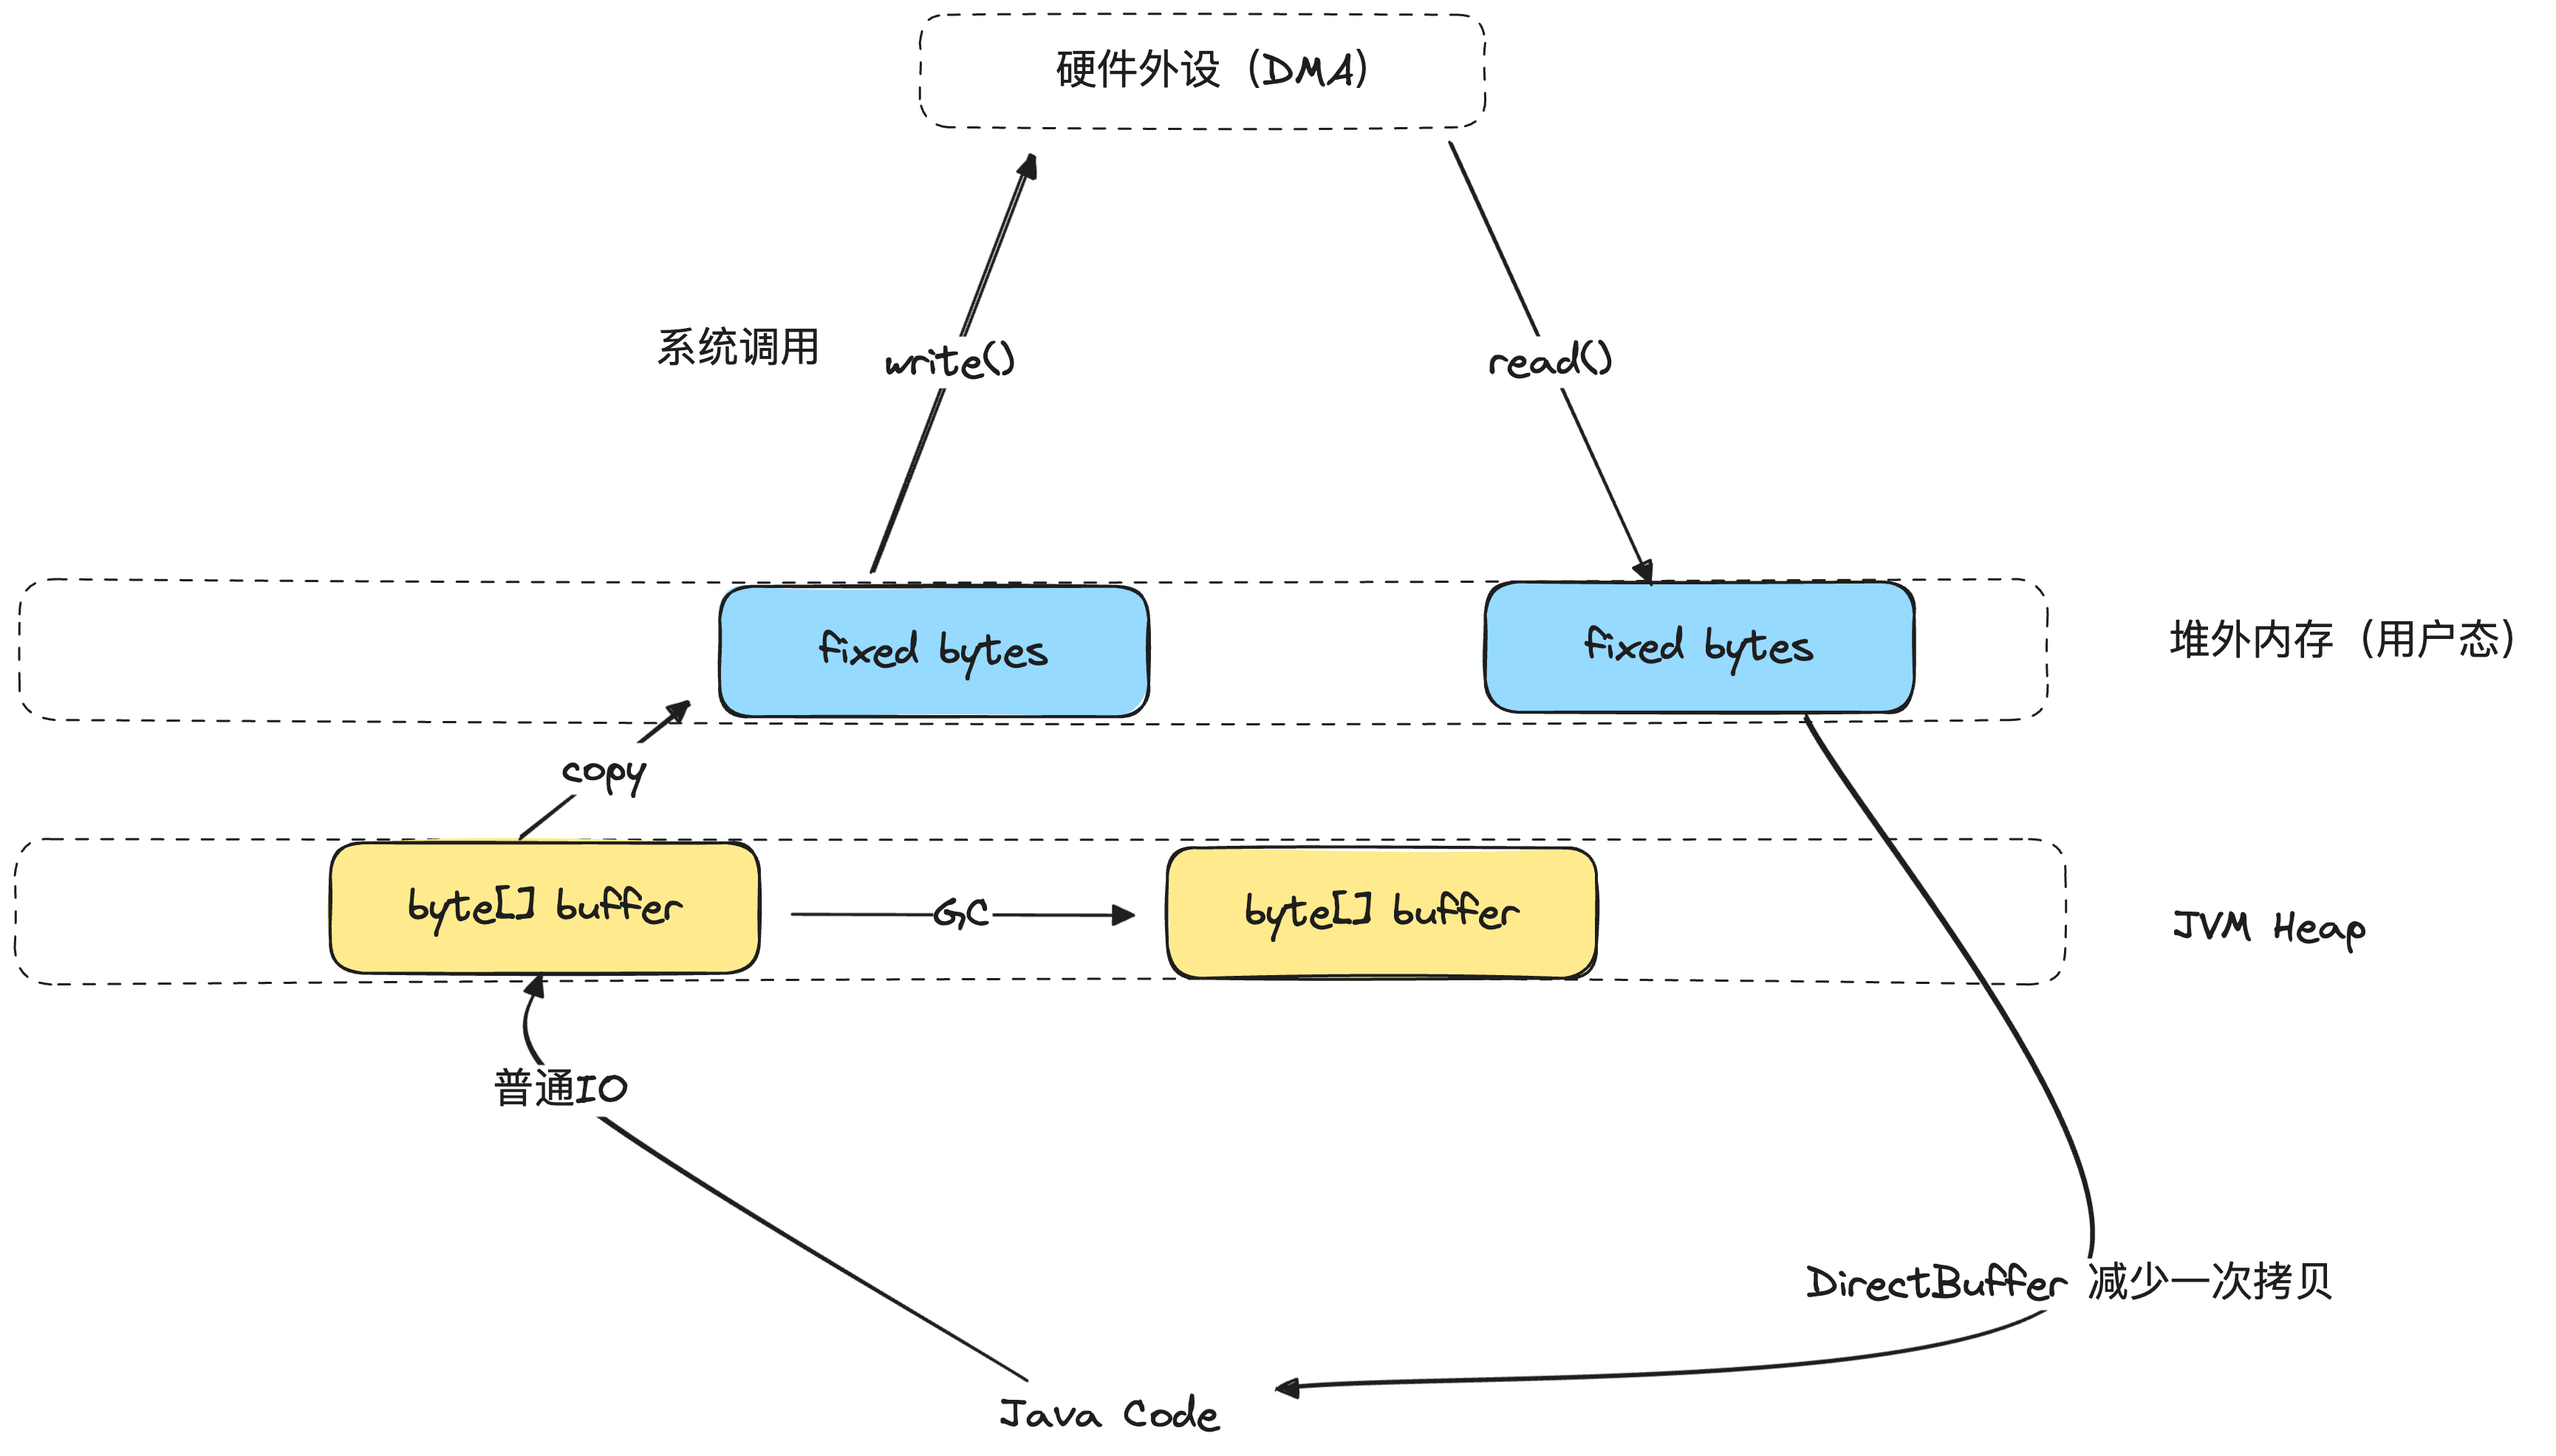 硬件外设（DMA）
系统调用
write()
read()
fixed bytes
fixed bytes
堆外内存（用户态）
copy
byte[] buffer
GC
byte[] buffer
JVM Heap
普通IO
DirectBuffer 减少一次拷贝
Java Code